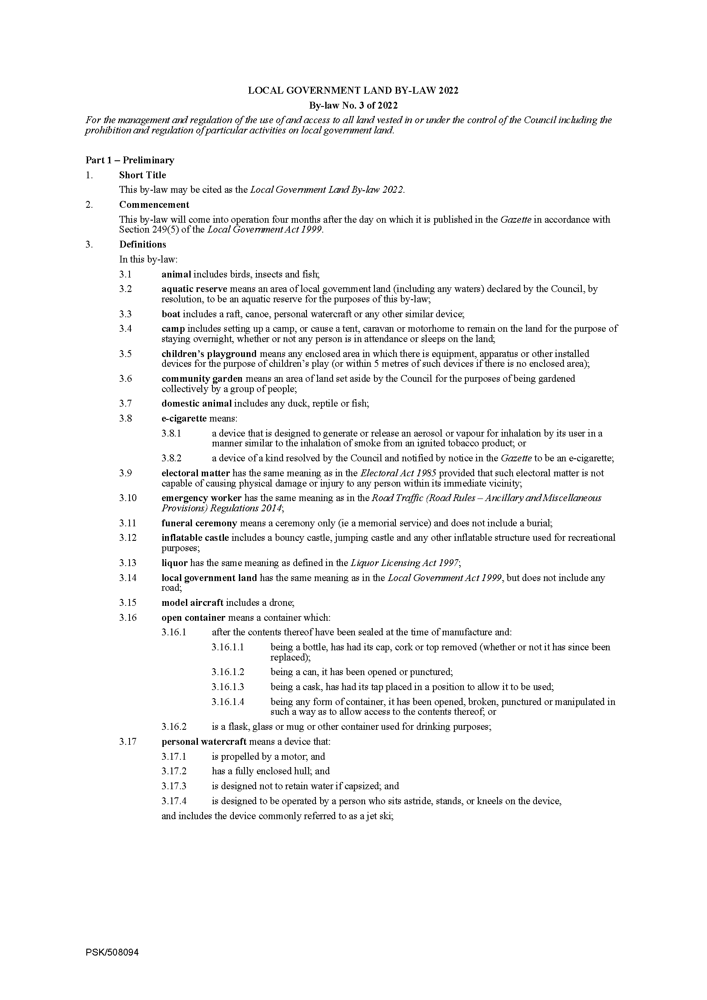 LOCAL GOVERNMENT LAND BY-LAW 2022
By-law No. 3 of 2022
For the management and regulation of the use of and access to all land vested in or under the control of the Council including the
prohibition and regulation of particular activities on local government land.
Part 1 – Preliminary
1. Short Title
This by-law may be cited as the Local Government Land By-law 2022.
2. Commencement
This by-law will come into operation four months after the day on which it is published in the Gazette in accordance with
Section 249(5) of the Local Government Act 1999.
3. Definitions
In this by-law:
3.1 animal includes birds, insects and fish;
3.2 aquatic reserve means an area of local government land (including any waters) declared by the Council, by
resolution, to be an aquatic reserve for the purposes of this by-law;
3.3 boat includes a raft, canoe, personal watercraft or any other similar device;
3.4 camp includes setting up a camp, or cause a tent, caravan or motorhome to remain on the land for the purpose of
staying overnight, whether or not any person is in attendance or sleeps on the land;
3.5 children’s playground means any enclosed area in which there is equipment, apparatus or other installed
devices for the purpose of children’s play (or within 5 metres of such devices if there is no enclosed area);
3.6 community garden means an area of land set aside by the Council for the purposes of being gardened
collectively by a group of people;
3.7 domestic animal includes any duck, reptile or fish;
3.8 e-cigarette means:
3.8.1 a device that is designed to generate or release an aerosol or vapour for inhalation by its user in a
manner similar to the inhalation of smoke from an ignited tobacco product; or
3.8.2 a device of a kind resolved by the Council and notified by notice in the Gazette to be an e-cigarette;
3.9 electoral matter has the same meaning as in the Electoral Act 1985 provided that such electoral matter is not
capable of causing physical damage or injury to any person within its immediate vicinity;
3.10 emergency worker has the same meaning as in the Road Traffic (Road Rules – Ancillary and Miscellaneous
Provisions) Regulations 2014;
3.11 funeral ceremony means a ceremony only (ie a memorial service) and does not include a burial;
3.12 inflatable castle includes a bouncy castle, jumping castle and any other inflatable structure used for recreational
purposes;
3.13 liquor has the same meaning as defined in the Liquor Licensing Act 1997;
3.14 local government land has the same meaning as in the Local Government Act 1999, but does not include any
road;
3.15 model aircraft includes a drone;
3.16 open container means a container which:
3.16.1 after the contents thereof have been sealed at the time of manufacture and:
3.16.1.1 being a bottle, has had its cap, cork or top removed (whether or not it has since been
replaced);
3.16.1.2 being a can, it has been opened or punctured;
3.16.1.3 being a cask, has had its tap placed in a position to allow it to be used;
3.16.1.4 being any form of container, it has been opened, broken, punctured or manipulated in
such a way as to allow access to the contents thereof; or
3.16.2 is a flask, glass or mug or other container used for drinking purposes;
3.17 personal watercraft means a device that:
3.17.1 is propelled by a motor; and
3.17.2 has a fully enclosed hull; and
3.17.3 is designed not to retain water if capsized; and
3.17.4 is designed to be operated by a person who sits astride, stands, or kneels on the device,
and includes the device commonly referred to as a jet ski;
PSK/508094